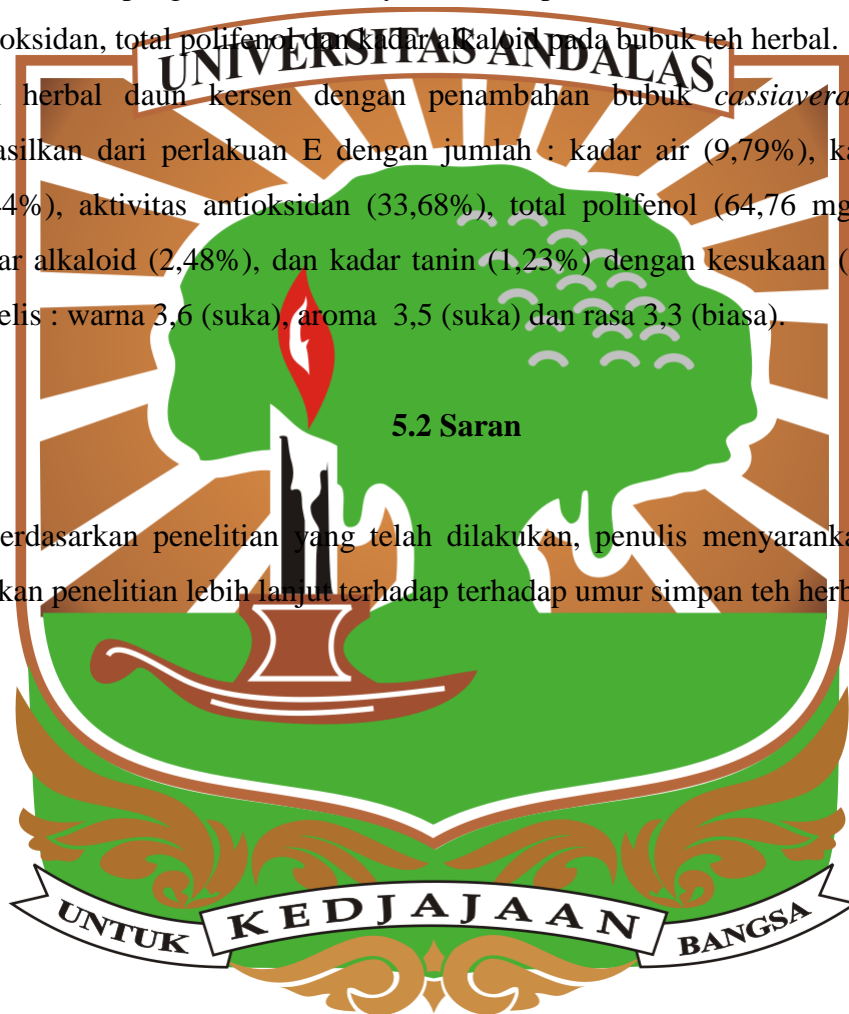 oksidan, total polifenol dan kadar alkaloid pada bubuk teh herbal.
UNIVERSITAS ANDALAS
herbal daun kersen dengan penambahan bubuk cassiavera
asilkan dari perlakuan E dengan jumlah : kadar air (9,79%), ka
44%), aktivitas antioksidan (33,68%), total polifenol (64,76 mg
ar alkaloid (2,48%), dan kadar tanin (1,23%) dengan kesukaan (
elis : warna 3,6 (suka), aroma 3,5 (suka) dan rasa 3,3 (biasa).
5.2 Saran
erdasarkan penelitian yang telah dilakukan, penulis menyaranka
kan penelitian lebih lanjut terhadap terhadap umur simpan teh herb
UNTUK KEDJAJAAN BANGSA